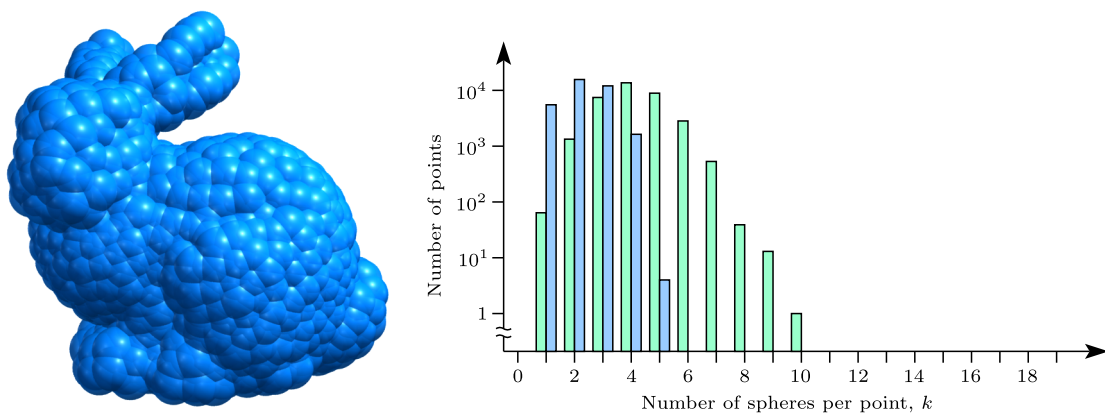 Number of points
10⁴
10³
10²
10¹
1
0 2 4 6 8 10 12 14 16 18
Number of spheres per point, k